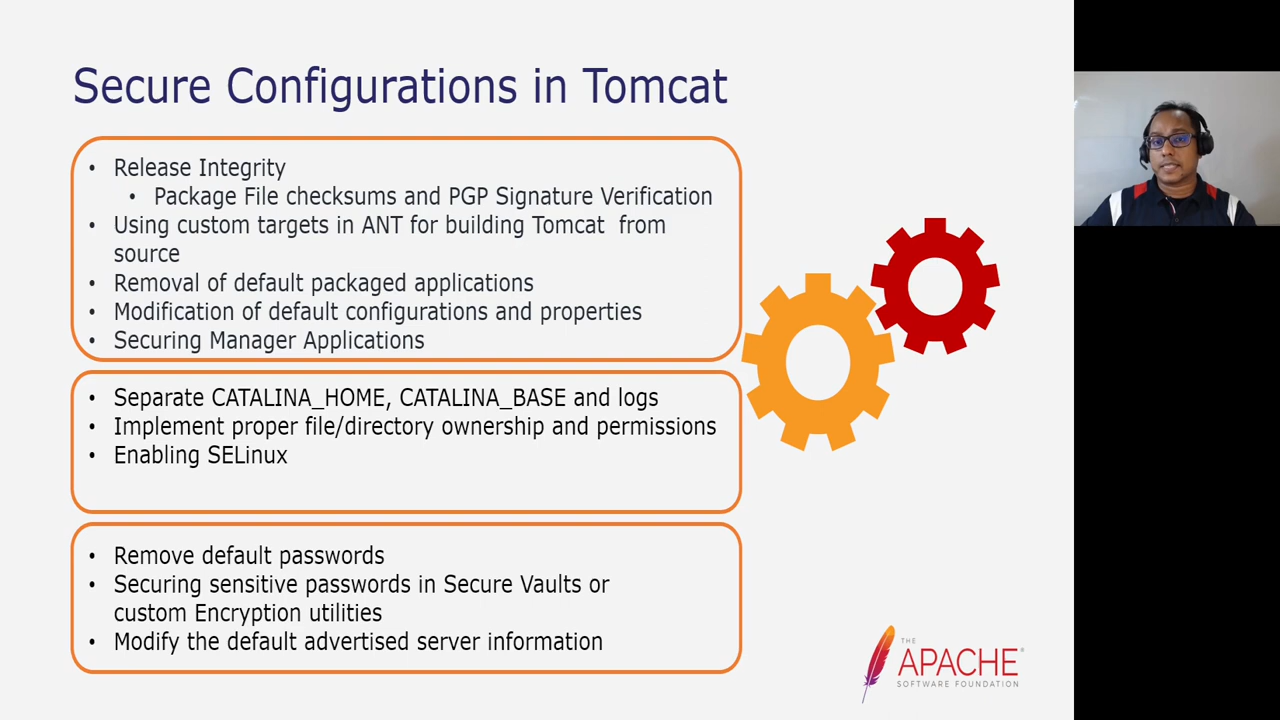 Secure Configurations in Tomcat
• Release Integrity
• Package File checksums and PGP Signature Verification
• Using custom targets in ANT for building Tomcat from
source
• Removal of default packaged applications
• Modification of default configurations and properties
• Securing Manager Applications
• Separate CATALINA_HOME, CATALINA_BASE and logs
• Implement proper file/directory ownership and permissions
• Enabling SELinux
• Remove default passwords
• Securing sensitive passwords in Secure Vaults or
custom Encryption utilities
• Modify the default advertised server information
THE
APACHE®
SOFTWARE FOUNDATION